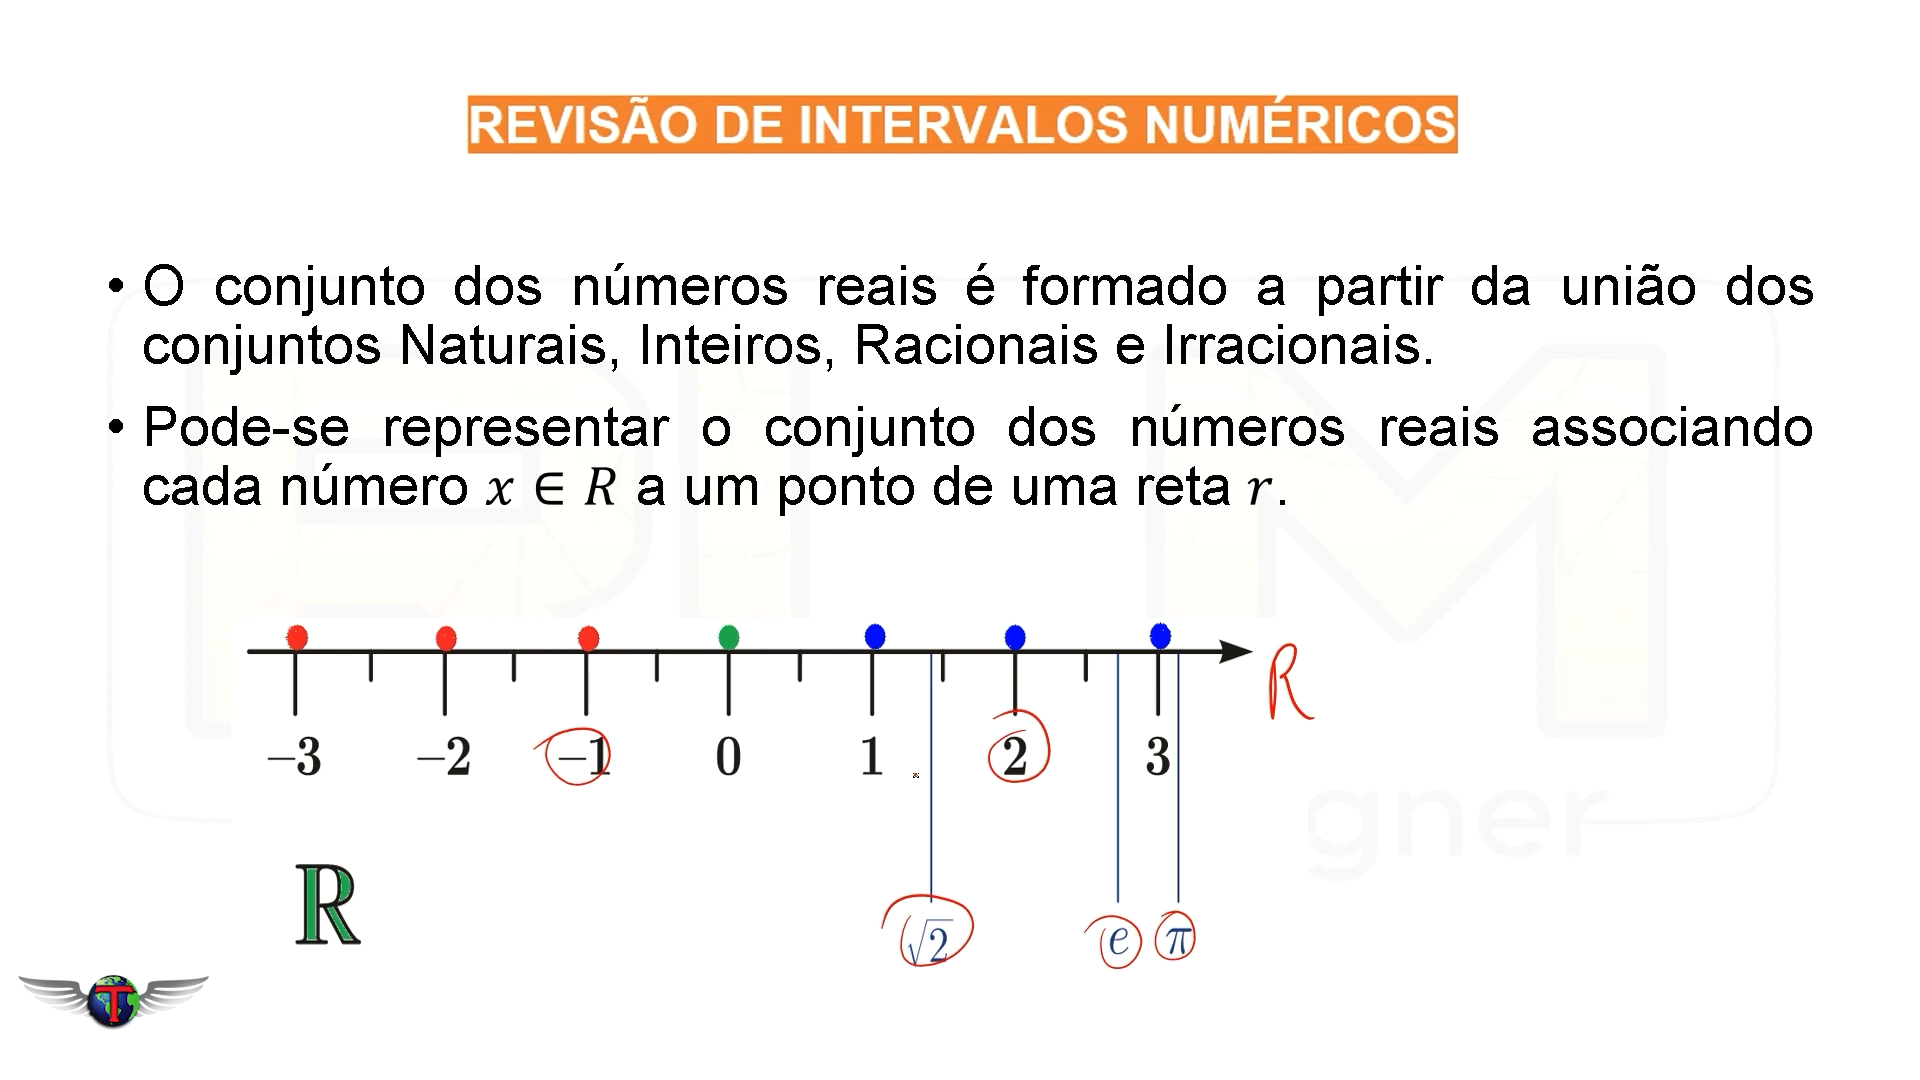 REVISÃO DE INTERVALOS NUMÉRICOS
• O conjunto dos números reais é formado a partir da união dos
conjuntos Naturais, Inteiros, Racionais e Irracionais.
• Pode-se representar o conjunto dos números reais associando
cada número x ∈ R a um ponto de uma reta r.
R
–3 –2 –1 0 1 2 3
ℝ
√2 e π
T
gner